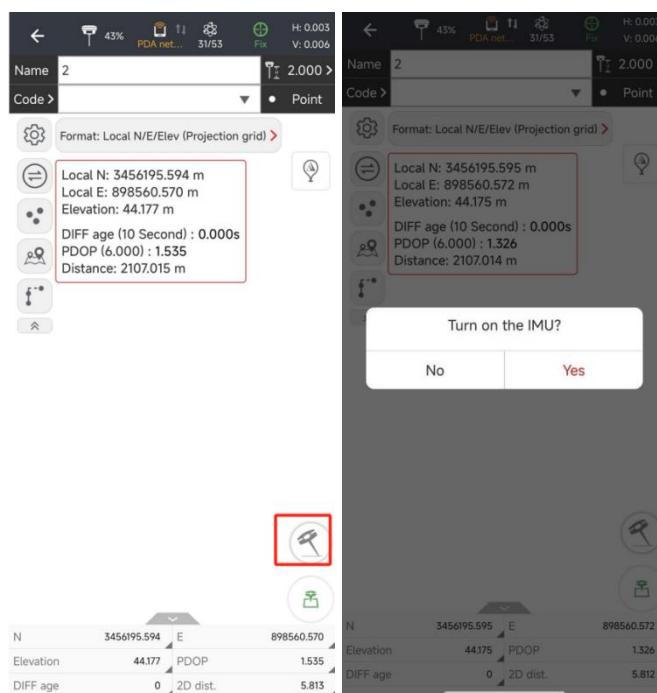 43%
PDA net...
31/53
Fix
H: 0.003
V: 0.006
Name 2 2.000 >
Code > Point
Format: Local N/E/Elev (Projection grid) >
Local N: 3456195.594 m
Local E: 898560.570 m
Elevation: 44.177 m
DIFF age (10 Second) : 0.000s
PDOP (6.000) : 1.535
Distance: 2107.015 m
N 3456195.594 E 898560.570
Elevation 44.177 PDOP 1.535
DIFF age 0 2D dist. 5.813
43%
PDA net...
31/53
Fix
H: 0.003
Name 2 2.000
Code > Point
Format: Local N/E/Elev (Projection grid) >
Local N: 3456195.595 m
Local E: 898560.572 m
Elevation: 44.175 m
DIFF age (10 Second) : 0.000s
PDOP (6.000) : 1.326
Distance: 2107.014 m
Turn on the IMU?
No Yes
N 3456195.595 E 898560.572
Elevation 44.175 PDOP 1.326
DIFF age 0 2D dist. 5.812